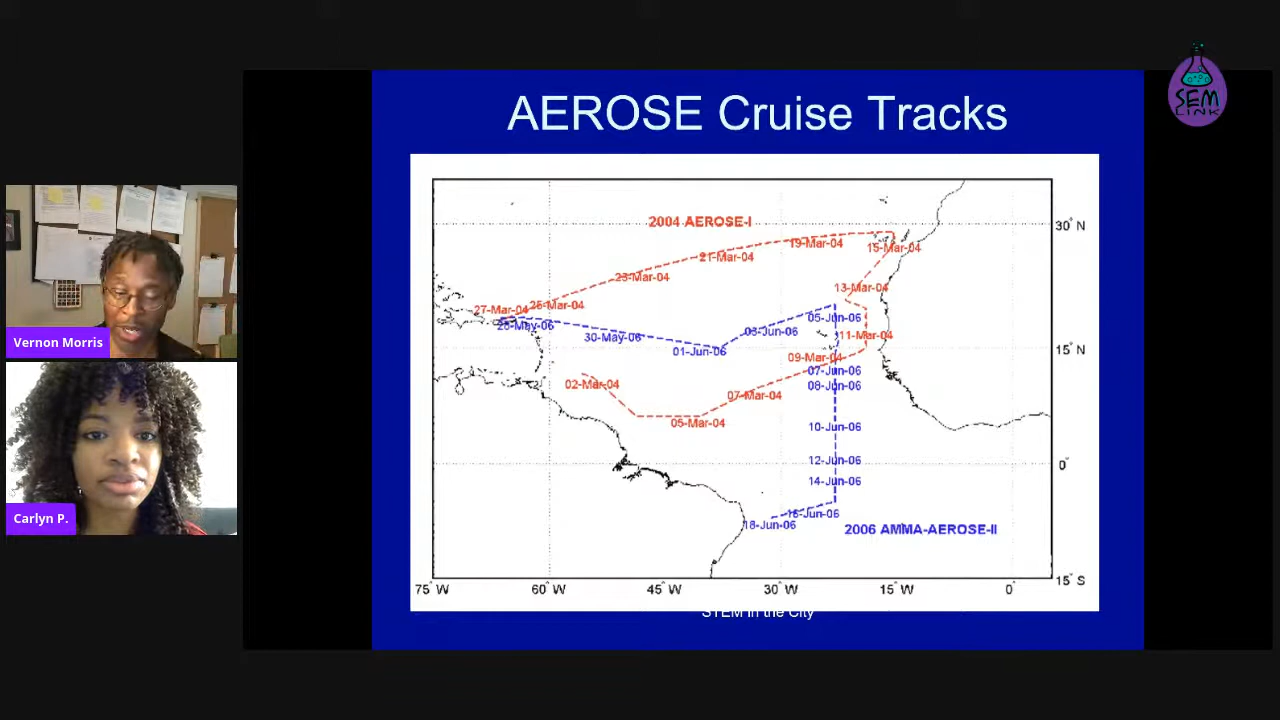 AEROSE Cruise Tracks
SEM
LINK
2004 AEROSE-I
30° N
19-Mar-04
15-Mar-04
21-Mar-04
23-Mar-04
13-Mar-04
27-Mar-04
25-Mar-04
28-May-06
05-Jun-06
03-Jun-06
30-May-06
11-Mar-04
01-Jun-06
15° N
09-Mar-04
07-Jun-06
02-Mar-04
08-Jun-06
07-Mar-04
05-Mar-04
10-Jun-06
12-Jun-06
0°
14-Jun-06
16-Jun-06
18-Jun-06
2006 AMMA-AEROSE-II
15° S
75° W
60° W
45° W
30° W
15° W
0°
STEM in the City
Vernon Morris
Carlyn P.